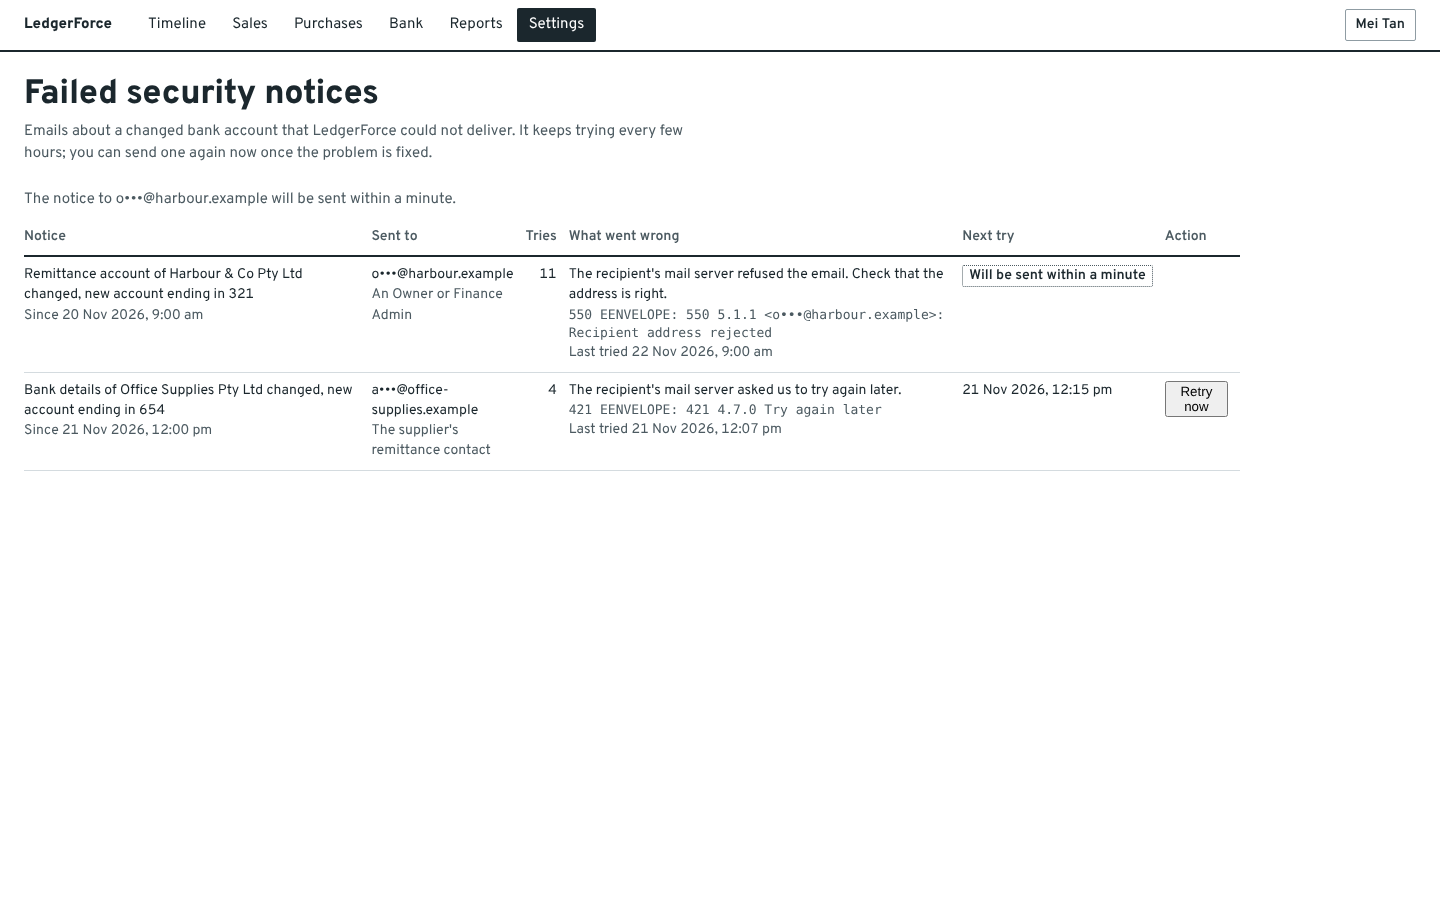 LedgerForce Timeline Sales Purchases Bank Reports Settings Mei Tan
Failed security notices
Emails about a changed bank account that LedgerForce could not deliver. It keeps trying every few
hours; you can send one again now once the problem is fixed.
The notice to o•••@harbour.example will be sent within a minute.
Notice Sent to Tries What went wrong Next try Action
Remittance account of Harbour & Co Pty Ltd
changed, new account ending in 321
Since 20 Nov 2026, 9:00 am
o•••@harbour.example
An Owner or Finance
Admin
11
The recipient's mail server refused the email. Check that the
address is right.
550 EENVELOPE: 550 5.1.1 <o•••@harbour.example>:
Recipient address rejected
Last tried 22 Nov 2026, 9:00 am
Will be sent within a minute
Bank details of Office Supplies Pty Ltd changed, new
account ending in 654
Since 21 Nov 2026, 12:00 pm
a•••@office-
supplies.example
The supplier's
remittance contact
4
The recipient's mail server asked us to try again later.
421 EENVELOPE: 421 4.7.0 Try again later
Last tried 21 Nov 2026, 12:07 pm
21 Nov 2026, 12:15 pm
Retry
now